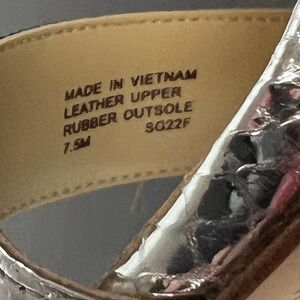 MADE IN VIETNAM
LEATHER UPPER
RUBBER OUTSOLE
7.5M SO22F